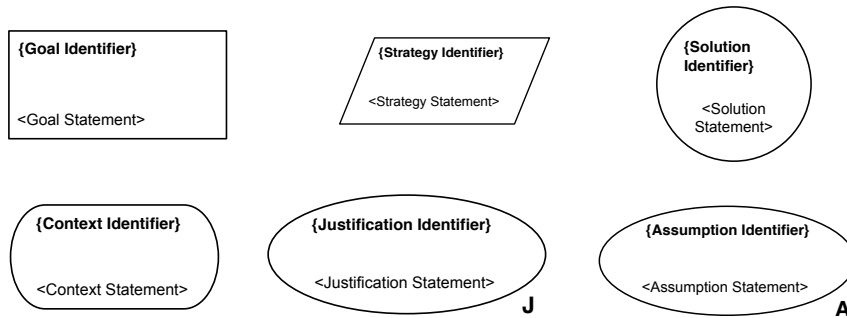 {Goal Identifier}
<Goal Statement>
{Strategy Identifier}
<Strategy Statement>
{Solution
Identifier}
<Solution
Statement>
{Context Identifier}
<Context Statement>
{Justification Identifier}
<Justification Statement>
J
{Assumption Identifier}
<Assumption Statement>
A